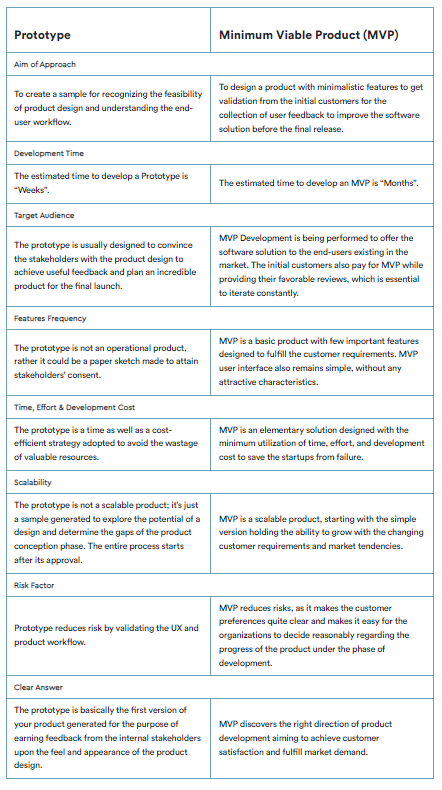 Prototype
Minimum Viable Product (MVP)
Aim of Approach
To create a sample for recognizing the feasibility
of product design and understanding the end-
user workflow.
To design a product with minimalistic features to get
validation from the initial customers for the
collection of user feedback to improve the software
solution before the final release.
Development Time
The estimated time to develop a Prototype is
“Weeks”.
The estimated time to develop an MVP is “Months”.
Target Audience
The prototype is usually designed to convince
the stakeholders with the product design to
achieve useful feedback and plan an incredible
product for the final launch.
MVP Development is being performed to offer the
software solution to the end-users existing in the
market. The initial customers also pay for MVP while
providing their favorable reviews, which is essential
to iterate constantly.
Features Frequency
The prototype is not an operational product,
rather it could be a paper sketch made to attain
stakeholders’ consent.
MVP is a basic product with few important features
designed to fulfill the customer requirements. MVP
user interface also remains simple, without any
attractive characteristics.
Time, Effort & Development Cost
The prototype is a time as well as a cost-
efficient strategy adopted to avoid the wastage
of valuable resources.
MVP is an elementary solution designed with the
minimum utilization of time, effort, and development
cost to save the startups from failure.
Scalability
The prototype is not a scalable product; it’s just
a sample generated to explore the potential of a
design and determine the gaps of the product
conception phase. The entire process starts
after its approval.
MVP is a scalable product, starting with the simple
version holding the ability to grow with the changing
customer requirements and market tendencies.
Risk Factor
Prototype reduces risk by validating the UX and
product workflow.
MVP reduces risks, as it makes the customer
preferences quite clear and makes it easy for the
organizations to decide reasonably regarding the
progress of the product under the phase of
development.
Clear Answer
The prototype is basically the first version of
your product generated for the purpose of
earning feedback from the internal stakeholders
upon the feel and appearance of the product
design.
MVP discovers the right direction of product
development aiming to achieve customer
satisfaction and fulfill market demand.